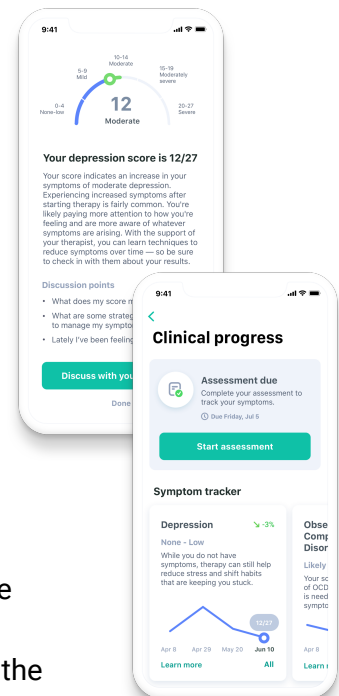 9:41
10-14
Moderate
5-9
Mild
15-19
Moderately
severe
0-4
None-low
20-27
Severe
12
Moderate
Your depression score is 12/27
Your score indicates an increase in your
symptoms of moderate depression.
Experiencing increased symptoms after
starting therapy is fairly common. You're
likely paying more attention to how you're
feeling and are more aware of whatever
symptoms are arising. With the support of
your therapist, you can learn techniques to
reduce symptoms over time — so be sure
to check in with them about your results.
Discussion points
• What does my score m
• What are some strateg
to manage my sympto
• Lately I've been feeling
Discuss with you
Done
9:41
Clinical progress
Assessment due
Complete your assessment to
track your symptoms.
Due Friday, Jul 5
Start assessment
Symptom tracker
Depression
-3%
None - Low
While you do not have
symptoms, therapy can still help
reduce stress and shift habits
that are keeping you stuck.
12/27
Apr 8 Apr 29 May 20 Jun 10
Learn more All
Obse
Comp
Disor
Likely
Your sc
of OCD
is need
sympto
Apr 8
Learn m
e
the